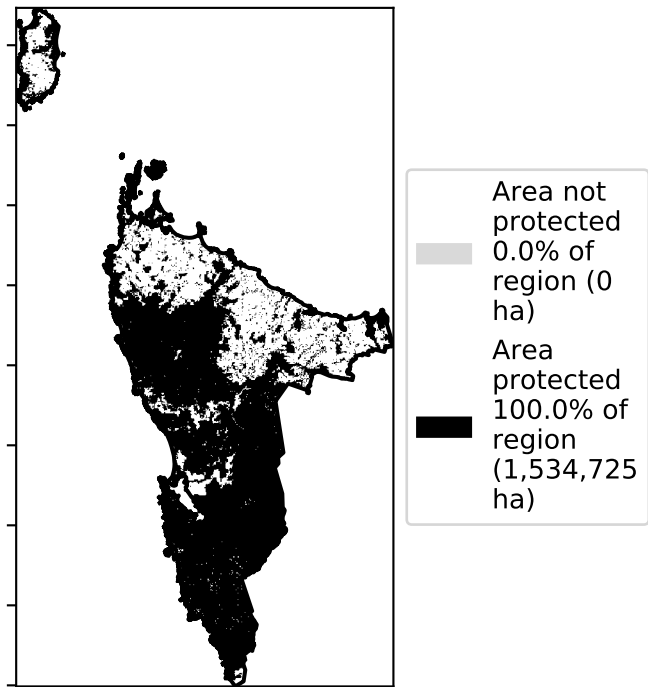 Area not
protected
0.0% of
region (0
ha)
Area
protected
100.0% of
region
(1,534,725
ha)